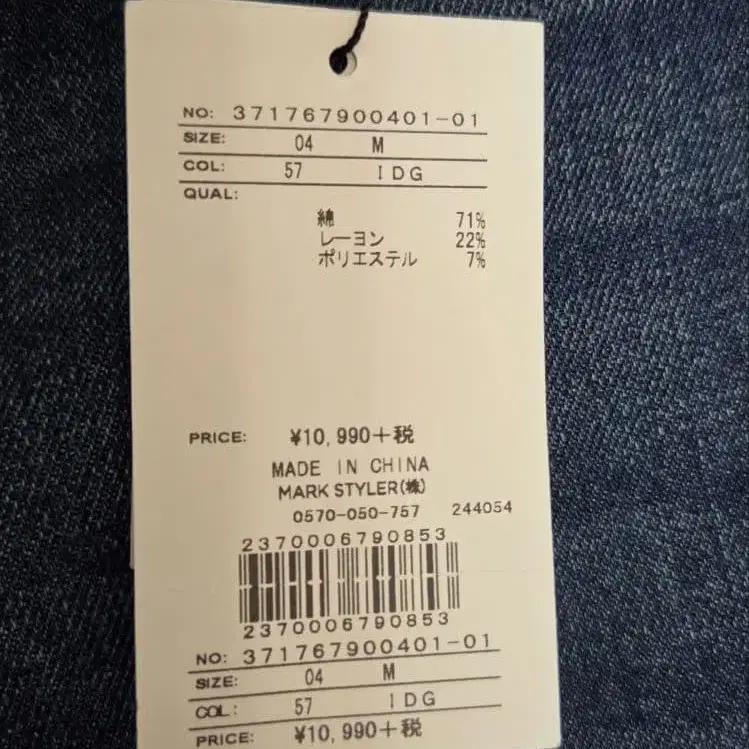 NO: 371767900401-01
SIZE: 04 M
COL: 57 IDG
QUAL:
綿 71%
レーヨン 22%
ポリエステル 7%
PRICE: ¥10,990+税
MADE IN CHINA
MARK STYLER(株)
0570-050-757 244054
2370006790853
2370006790853
NO: 371767900401-01
SIZE: 04 M
COL: 57 IDG
PRICE: ¥10,990+税